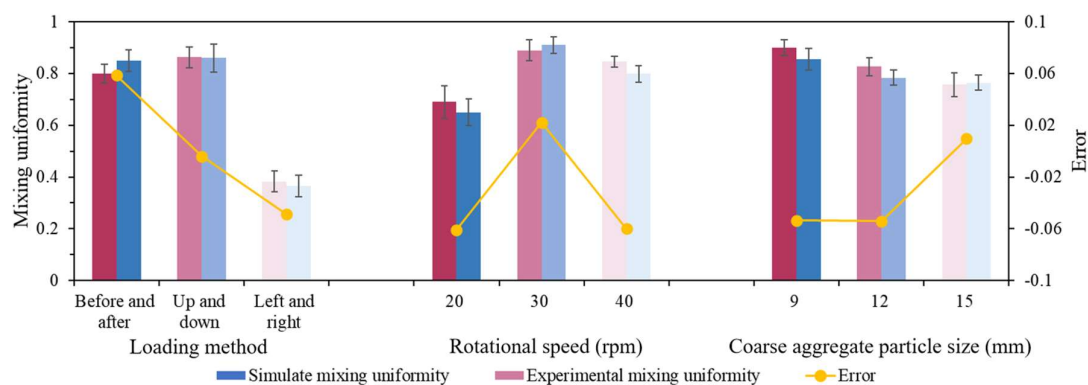 1
0.8
0.6
0.4
0.2
0
Mixing uniformity
0.1
0.06
0.02
-0.02
-0.06
-0.1
Error
Before and after
Up and down
Left and right
20
30
40
9
12
15
Loading method
Rotational speed (rpm)
Coarse aggregate particle size (mm)
Simulate mixing uniformity
Experimental mixing uniformity
Error